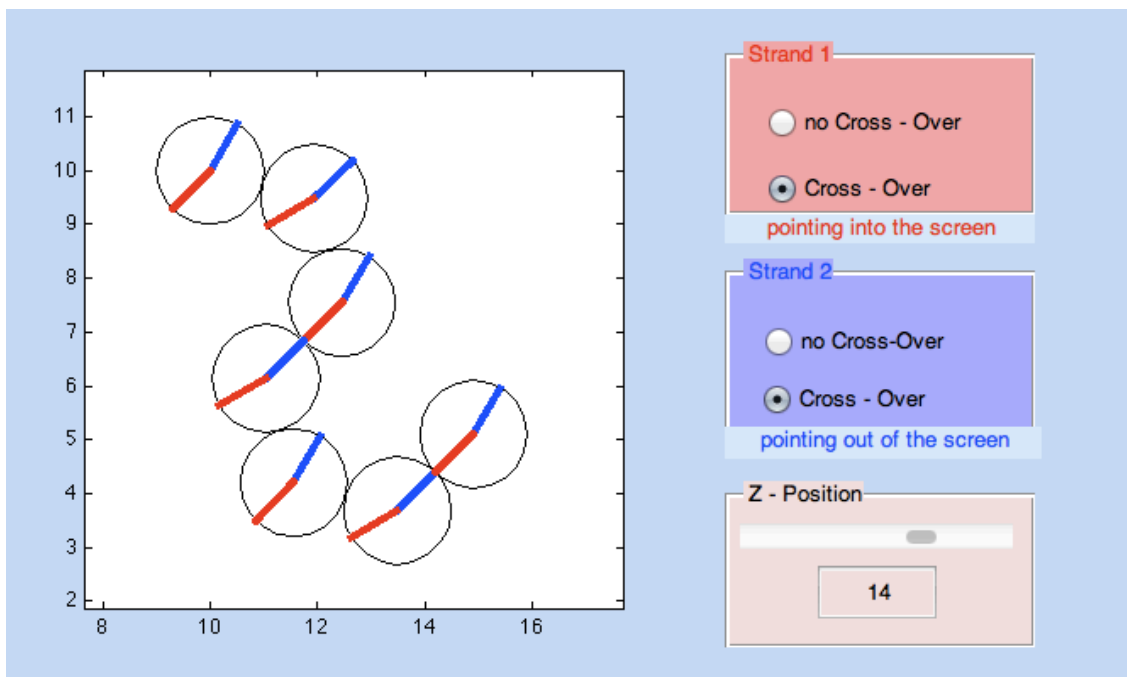 11
10
9
8
7
6
5
4
3
2
8 10 12 14 16
Strand 1
no Cross - Over
Cross - Over
pointing into the screen
Strand 2
no Cross-Over
Cross - Over
pointing out of the screen
Z - Position
14